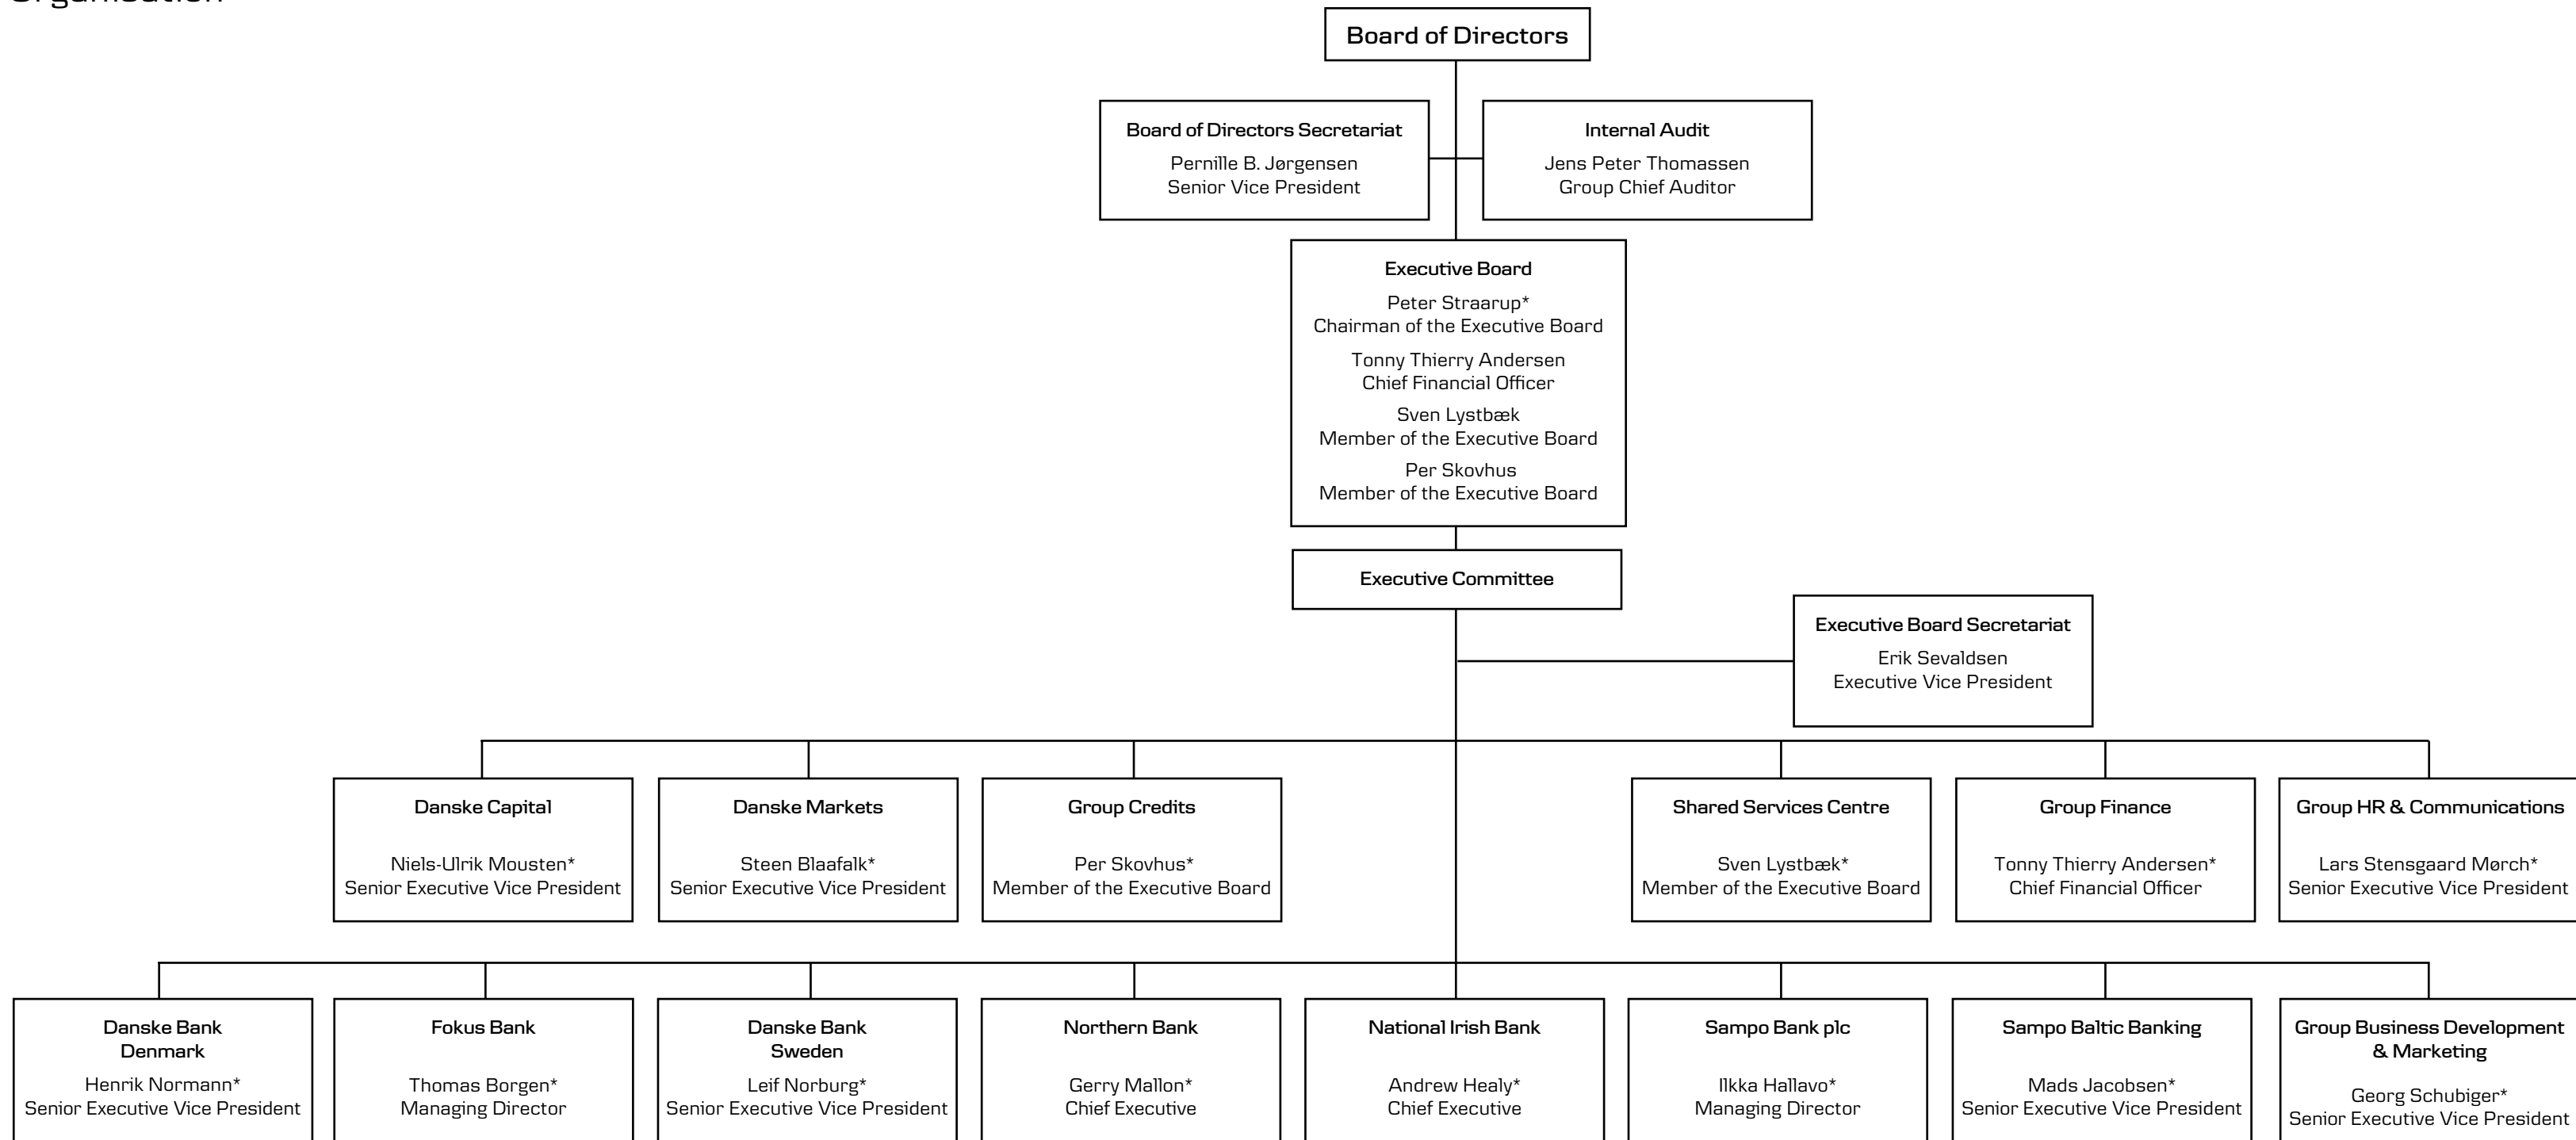 Organisation
Board of Directors
Board of Directors Secretariat
Pernille B. Jørgensen
Senior Vice President
Internal Audit
Jens Peter Thomassen
Group Chief Auditor
Executive Board
Peter Straarup*
Chairman of the Executive Board
Tonny Thierry Andersen
Chief Financial Officer
Sven Lystbæk
Member of the Executive Board
Per Skovhus
Member of the Executive Board
Executive Committee
Executive Board Secretariat
Erik Sevaldsen
Executive Vice President
Danske Capital
Niels-Ulrik Mousten*
Senior Executive Vice President
Danske Markets
Steen Blaafalk*
Senior Executive Vice President
Group Credits
Per Skovhus*
Member of the Executive Board
Shared Services Centre
Sven Lystbæk*
Member of the Executive Board
Group Finance
Tonny Thierry Andersen*
Chief Financial Officer
Group HR & Communications
Lars Stensgaard Mørch*
Senior Executive Vice President
Danske Bank
Denmark
Henrik Normann*
Senior Executive Vice President
Fokus Bank
Thomas Borgen*
Managing Director
Danske Bank
Sweden
Leif Norburg*
Senior Executive Vice President
Northern Bank
Gerry Mallon*
Chief Executive
National Irish Bank
Andrew Healy*
Chief Executive
Sampo Bank plc
Ilkka Hallavo*
Managing Director
Sampo Baltic Banking
Mads Jacobsen*
Senior Executive Vice President
Group Business Development
& Marketing
Georg Schubiger*
Senior Executive Vice President